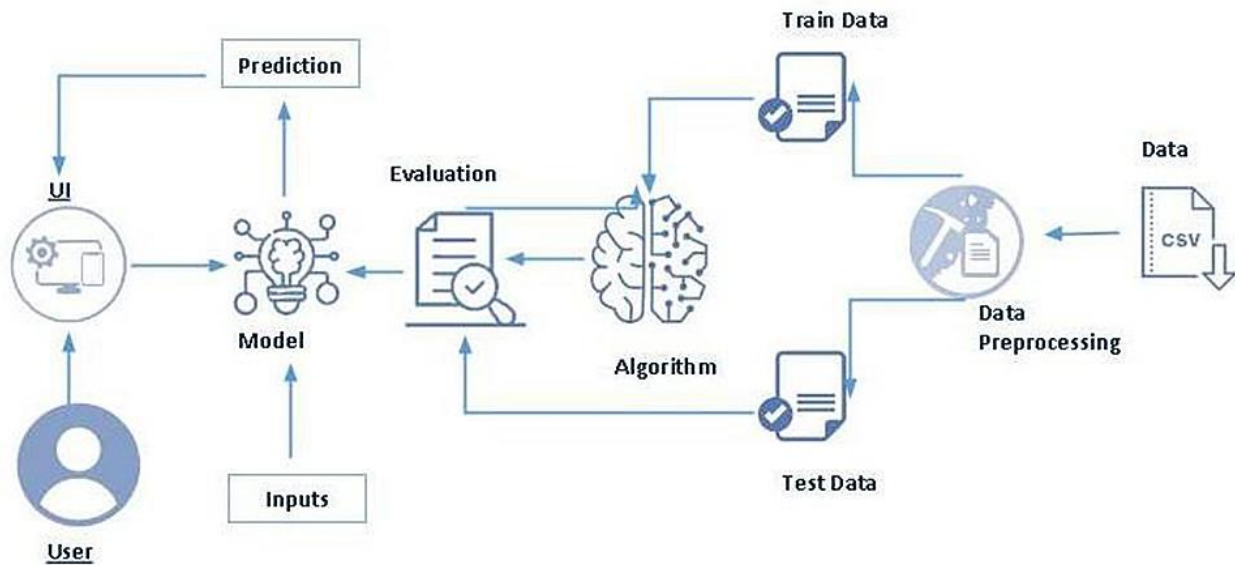 Train Data
Prediction
Data
Evaluation
UI
CSV
Model
Data
Preprocessing
Algorithm
Test Data
Inputs
User